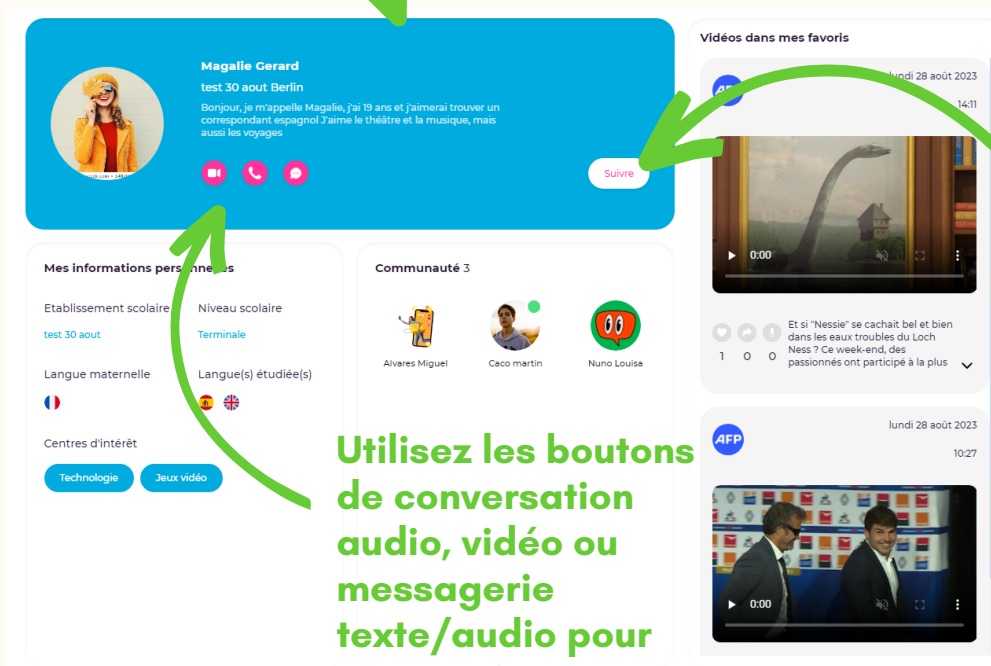 Magalie Gerard
test 30 aout Berlin
Bonjour, je m'appelle Magalie, j'ai 19 ans et j'aimerai trouver un
correspondant espagnol J'aime le théâtre et la musique, mais
aussi les voyages
Suivre
Mes informations personnelles
Etablissement scolaire
Niveau scolaire
test 30 aout
Terminale
Langue maternelle
Langue(s) étudiée(s)
Centres d'intérêt
Technologie
Jeux vidéo
Communauté 3
Alvares Miguel
Caco martin
Nuno Louisa
Utilisez les boutons
de conversation
audio, vidéo ou
messagerie
texte/audio pour
Vidéos dans mes favoris
AFP
lundi 28 août 2023
14:11
0:00
1 0 0
Et si "Nessie" se cachait bel et bien
dans les eaux troubles du Loch
Ness ? Ce week-end, des
passionnés ont participé à la plus
AFP
lundi 28 août 2023
10:27
0:00